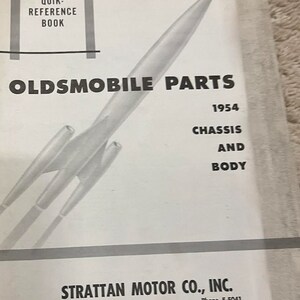 QUIK-
REFERENCE
BOOK
OLDSMOBILE PARTS
1954
CHASSIS
AND
BODY
STRATTAN MOTOR CO., INC.